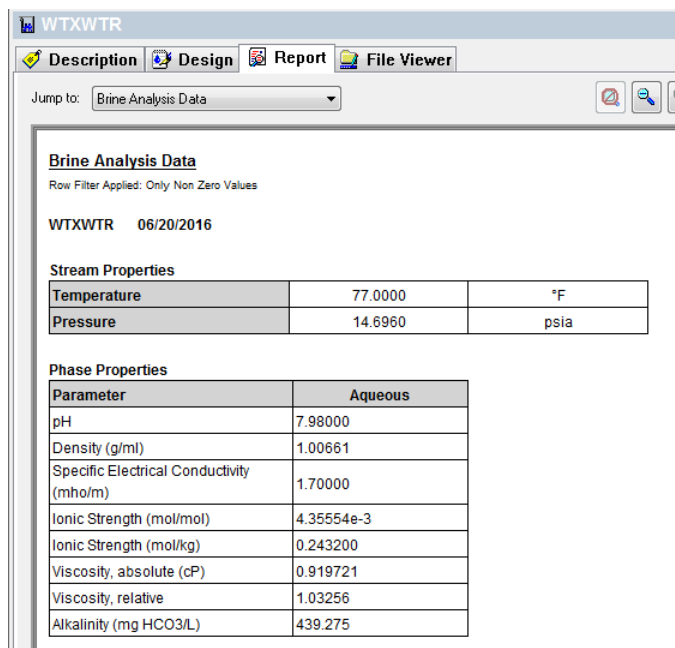 WTXWTR
Description Design Report File Viewer
Jump to: Brine Analysis Data
Brine Analysis Data
Row Filter Applied: Only Non Zero Values
WTXWTR 06/20/2016
Stream Properties
Temperature 77.0000 °F
Pressure 14.6960 psia
Phase Properties
Parameter Aqueous
pH 7.98000
Density (g/ml) 1.00661
Specific Electrical Conductivity
(mho/m) 1.70000
Ionic Strength (mol/mol) 4.35554e-3
Ionic Strength (mol/kg) 0.243200
Viscosity, absolute (cP) 0.919721
Viscosity, relative 1.03256
Alkalinity (mg HCO3/L) 439.275